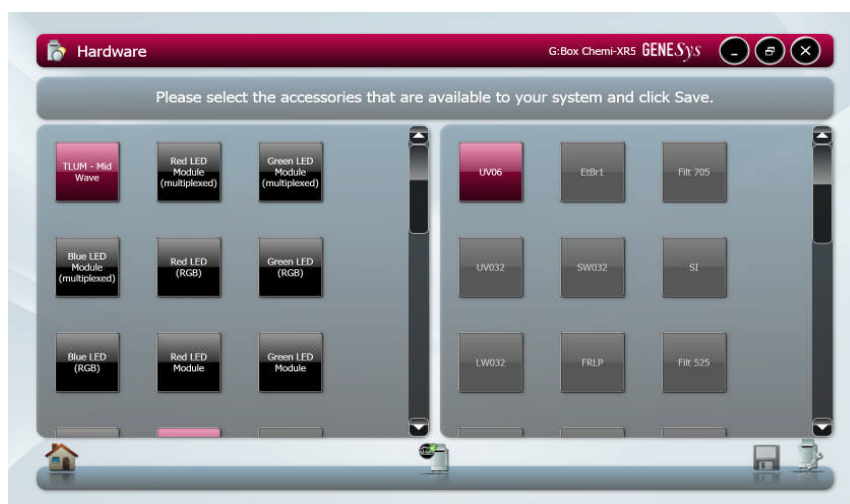 Hardware
G:Box Chemi-XR5 GENESys
Please select the accessories that are available to your system and click Save.
TLUM - Mid
Wave
Red LED
Module
(multiplexed)
Green LED
Module
(multiplexed)
Blue LED
Module
(multiplexed)
Red LED
(RGB)
Green LED
(RGB)
Blue LED
(RGB)
Red LED
Module
Green LED
Module
UV06
EtBr1
Filt 705
UV032
SW032
SI
LW032
FRLP
Filt 525